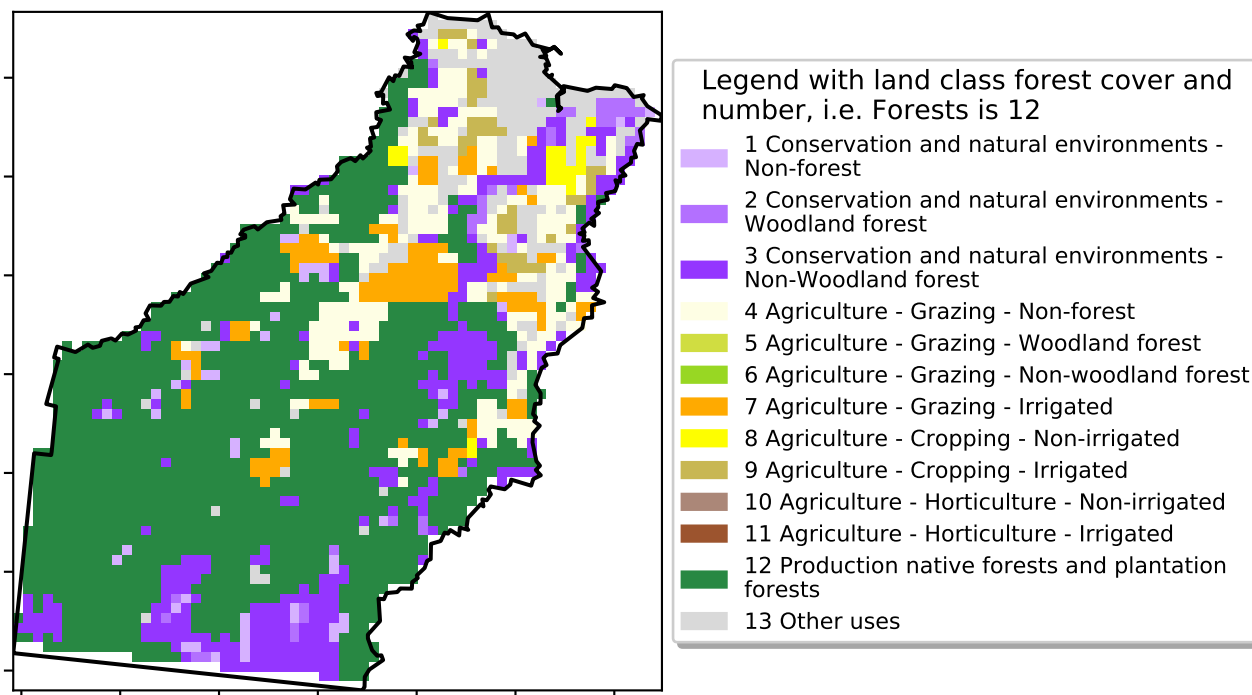 Legend with land class forest cover and
number, i.e. Forests is 12
1 Conservation and natural environments -
Non-forest
2 Conservation and natural environments -
Woodland forest
3 Conservation and natural environments -
Non-Woodland forest
4 Agriculture - Grazing - Non-forest
5 Agriculture - Grazing - Woodland forest
6 Agriculture - Grazing - Non-woodland forest
7 Agriculture - Grazing - Irrigated
8 Agriculture - Cropping - Non-irrigated
9 Agriculture - Cropping - Irrigated
10 Agriculture - Horticulture - Non-irrigated
11 Agriculture - Horticulture - Irrigated
12 Production native forests and plantation
forests
13 Other uses